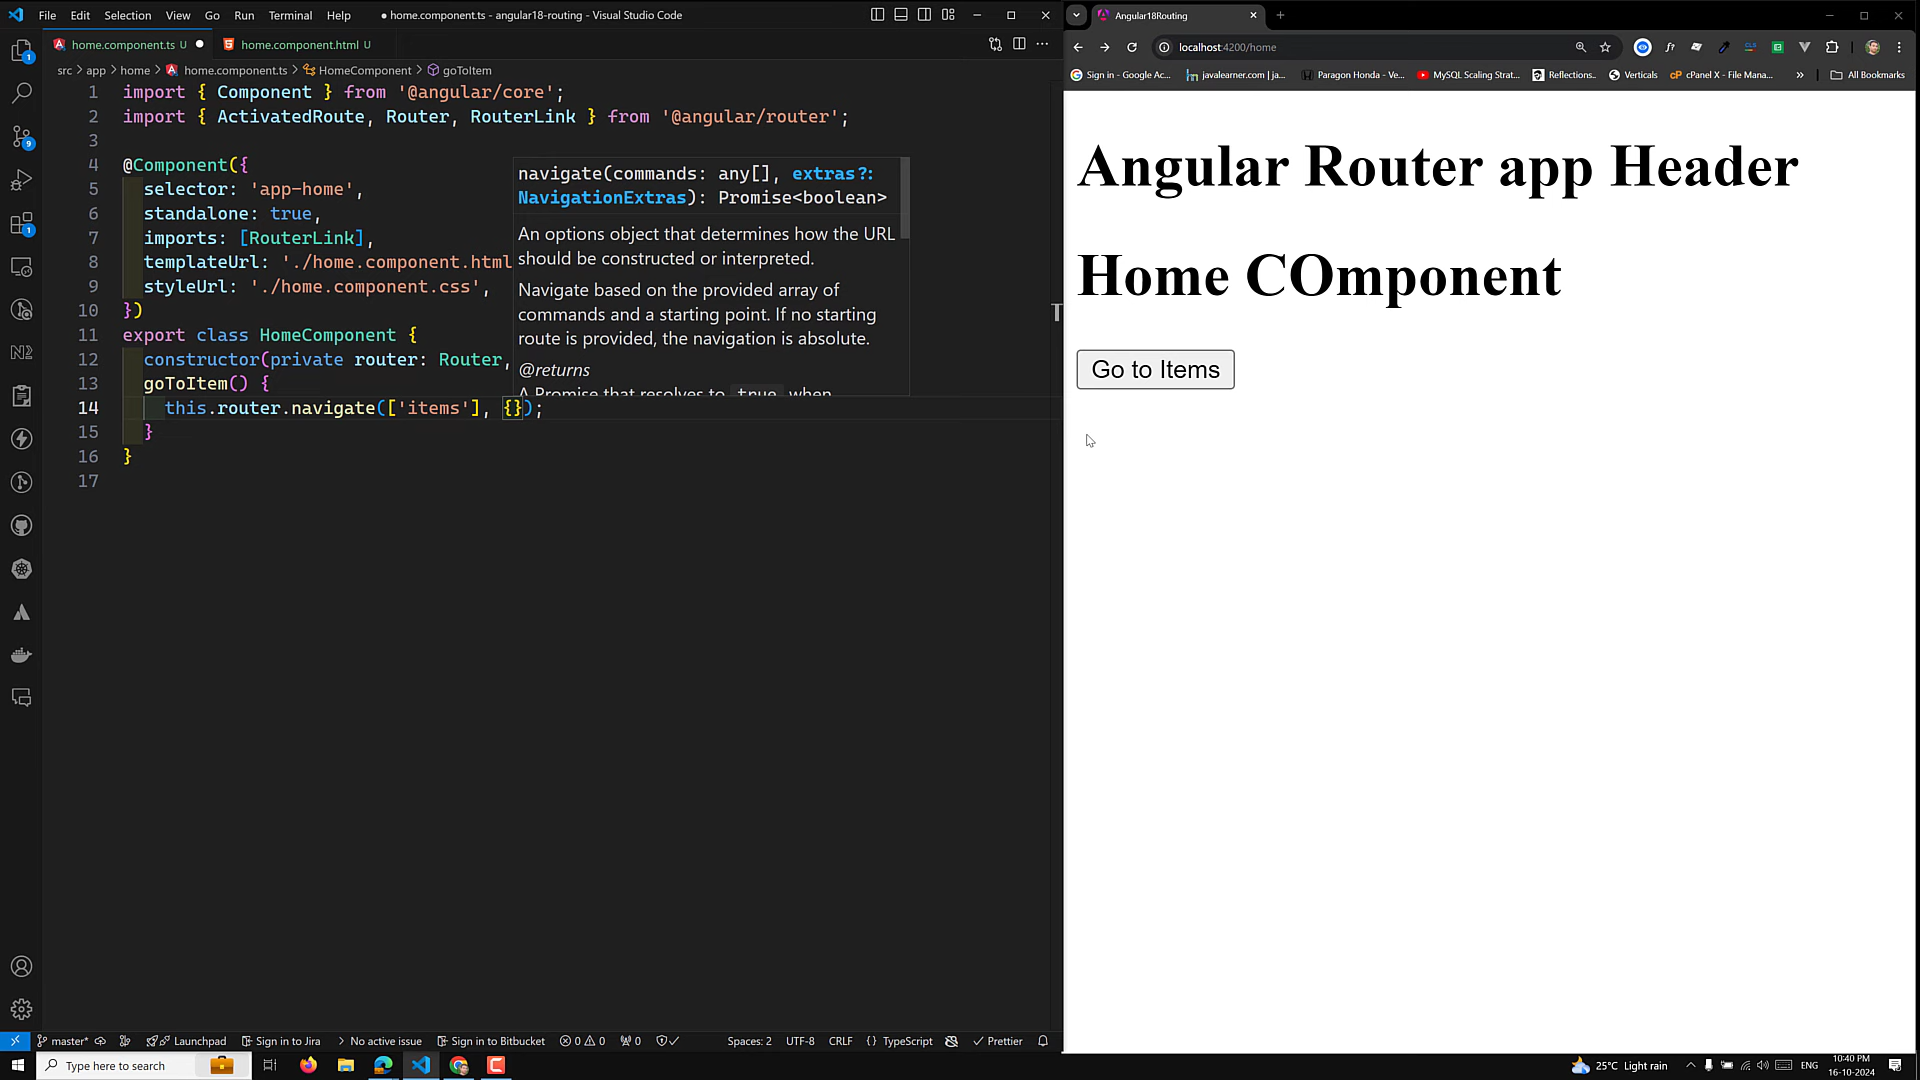 File Edit Selection View Go Run Terminal Help
● home.component.ts - angular18-routing - Visual Studio Code
home.component.ts U ●
home.component.html U
src > app > home > home.component.ts > HomeComponent > goToItem
1 import { Component } from '@angular/core';
2 import { ActivatedRoute, Router, RouterLink } from '@angular/router';
3
4 @Component({
5 selector: 'app-home',
6 standalone: true,
7 imports: [RouterLink],
8 templateUrl: './home.component.html
9 styleUrl: './home.component.css',
10 })
11 export class HomeComponent {
12 constructor(private router: Router,
13 goToItem() {
14 this.router.navigate(['items'], {});
15 }
16 }
17
navigate(commands: any[], extras?:
NavigationExtras): Promise<boolean>
An options object that determines how the URL
should be constructed or interpreted.
Navigate based on the provided array of
commands and a starting point. If no starting
route is provided, the navigation is absolute.
@returns
A Promise that resolves to true when
1
9
1
master*
Launchpad
Sign in to Jira
No active issue
Sign in to Bitbucket
0 0
0
Spaces: 2
UTF-8
CRLF
{} TypeScript
Prettier
Angular18Routing
localhost:4200/home
Sign in - Google Ac...
javalearner.com | ja...
Paragon Honda - Ve...
MySQL Scaling Strat...
Reflections..
Verticals
cPanel X - File Mana...
»
All Bookmarks
Angular Router app Header
Home COmponent
Go to Items
Type here to search
25°C Light rain
ENG
10:40 PM
16-10-2024